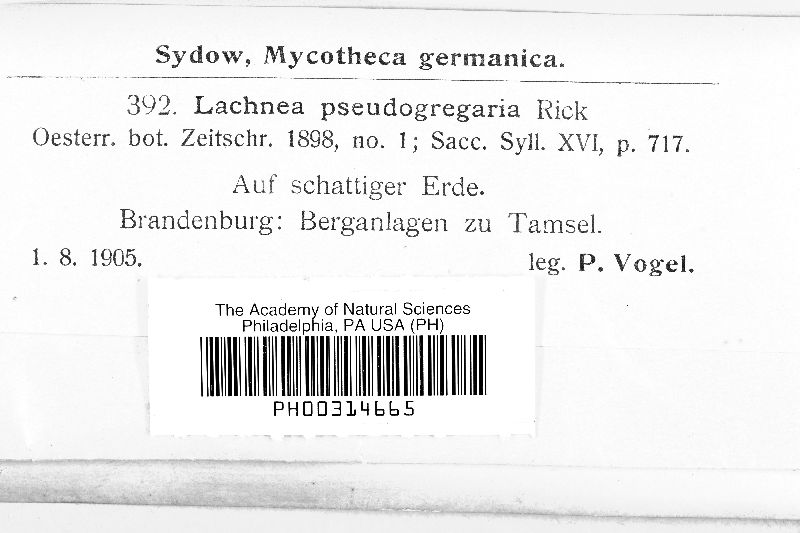 Sydow, Mycotheca germanica.
392. Lachnea pseudogregaria Rick
Oesterr. bot. Zeitschr. 1898, no. 1; Sacc. Syll. XVI, p. 717.
Auf schattiger Erde.
Brandenburg: Berganlagen zu Tamsel.
1. 8. 1905.
leg. P. Vogel.
The Academy of Natural Sciences
Philadelphia, PA USA (PH)
PH00314665